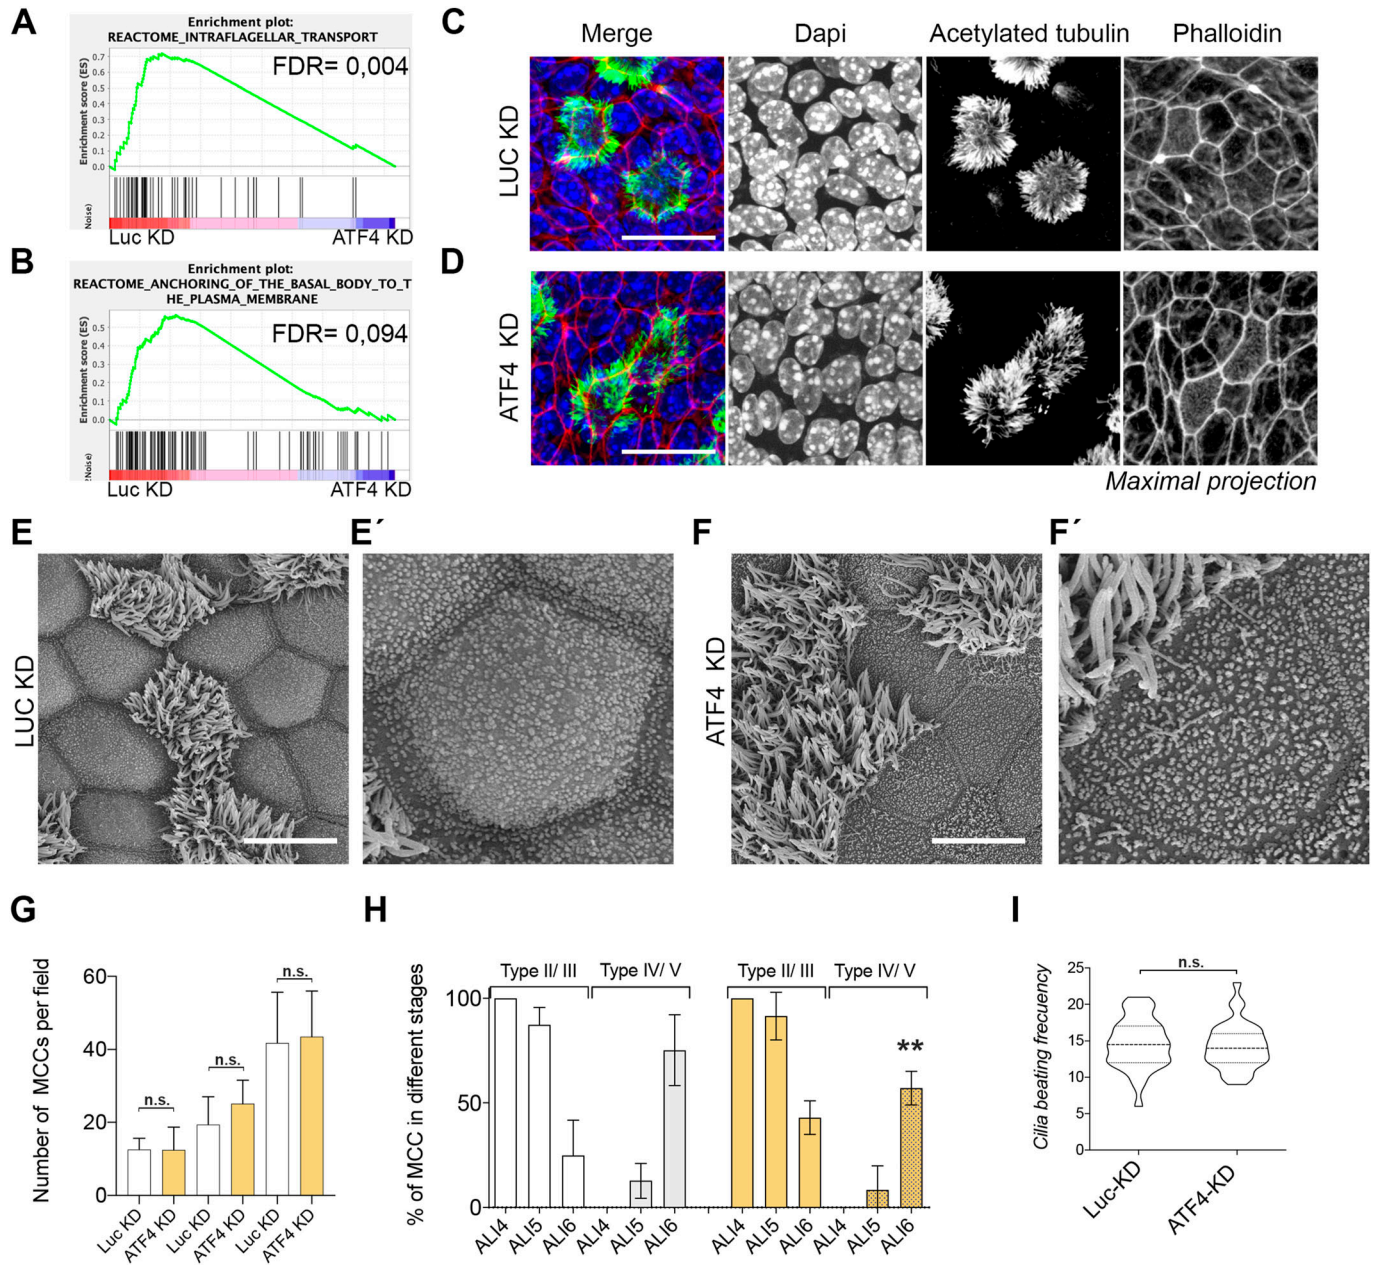 A
Enrichment plot:
REACTOME_INTRAFLAGELLAR_TRANSPORT
FDR= 0,004
Enrichment score (ES)
0.7
0.6
0.5
0.4
0.3
0.2
0.1
0.0
Noise)
Luc KD
ATF4 KD
B
Enrichment plot:
REACTOME_ANCHORING_OF_THE_BASAL_BODY_TO_T
HE_PLASMA_MEMBRANE
FDR= 0,094
Enrichment score (ES)
0.5
0.4
0.3
0.2
0.1
0.0
Noise)
Luc KD
ATF4 KD
C
Merge
Dapi
Acetylated tubulin
Phalloidin
LUC KD
D
ATF4 KD
Maximal projection
E
E´
F
F´
LUC KD
ATF4 KD
G
Number of MCCs per field
60
40
20
0
n.s.
n.s.
n.s.
Luc KD
ATF4 KD
Luc KD
ATF4 KD
Luc KD
ATF4 KD
H
% of MCC in different stages
Type II/ III
Type IV/ V
Type II/ III
Type IV/ V
100
50
0
**
ALI4
ALI5
ALI6
ALI4
ALI5
ALI6
ALI4
ALI5
ALI6
ALI4
ALI5
ALI6
I
Cilia beating frecuency
25
20
15
10
5
0
n.s.
Luc-KD
ATF4-KD